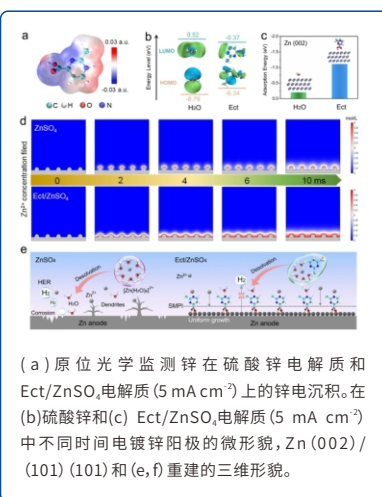 a
0.03 a.u.
-0.03 a.u.
C H O N
b
Energy Level (eV)
LUMO
HOMO
0.92
-0.37
-8.78
-6.34
H₂O Ect
c
Adsorption Energy (eV)
Zn (002)
H₂O Ect
d
Zn²⁺ concentration filed
mol/L
ZnSO₄
0 2 4 6 10 ms
Ect/ZnSO₄
e
ZnSO₄
Desolvation
HER
H₂
H₂O
Zn²⁺
[Zn(H₂O)₆]²⁺
Corrosion
Dendrites
Zn anode
Ect/ZnSO₄
Zn²⁺
H₂
Desolvation
SMPI
Uniform growth
Zn anode
(a)原位光学监测锌在硫酸锌电解质和
Ect/ZnSO₄电解质(5 mA cm⁻²)上的锌电沉积。在
(b)硫酸锌和(c) Ect/ZnSO₄电解质(5 mA cm⁻²)
中不同时间电镀锌阳极的微形貌，Zn(002)/
(101)(101)和(e,f)重建的三维形貌。